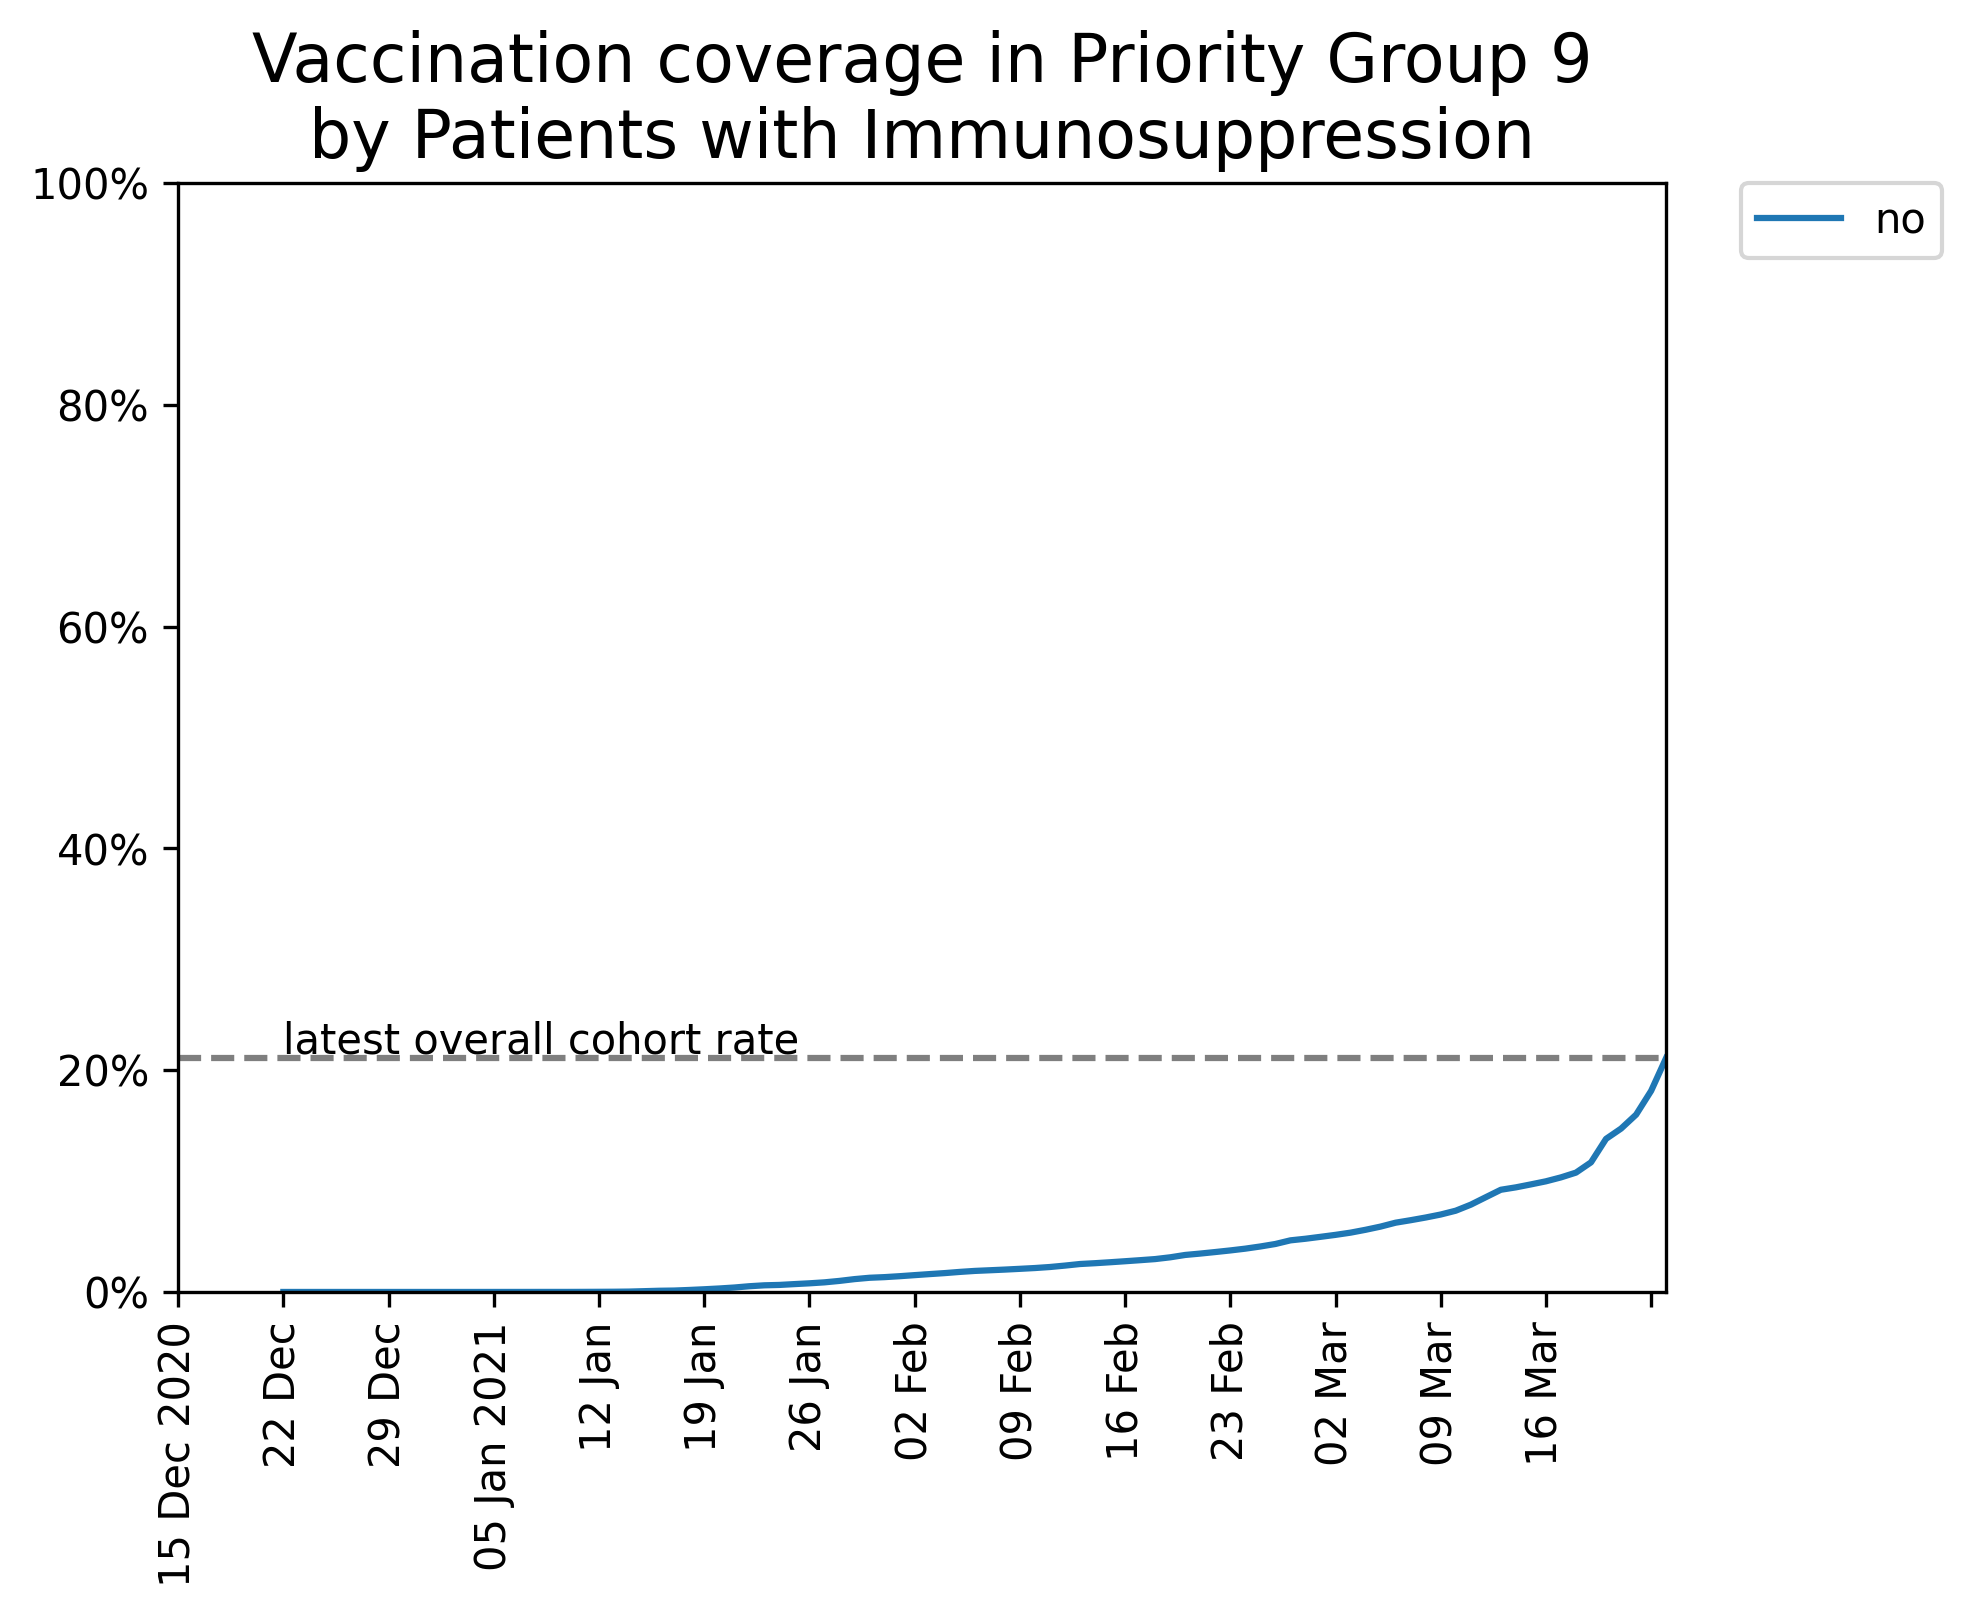 Vaccination coverage in Priority Group 9
by Patients with Immunosuppression
no
100%
80%
60%
40%
20%
0%
latest overall cohort rate
15 Dec 2020
22 Dec
29 Dec
05 Jan 2021
12 Jan
19 Jan
26 Jan
02 Feb
09 Feb
16 Feb
23 Feb
02 Mar
09 Mar
16 Mar